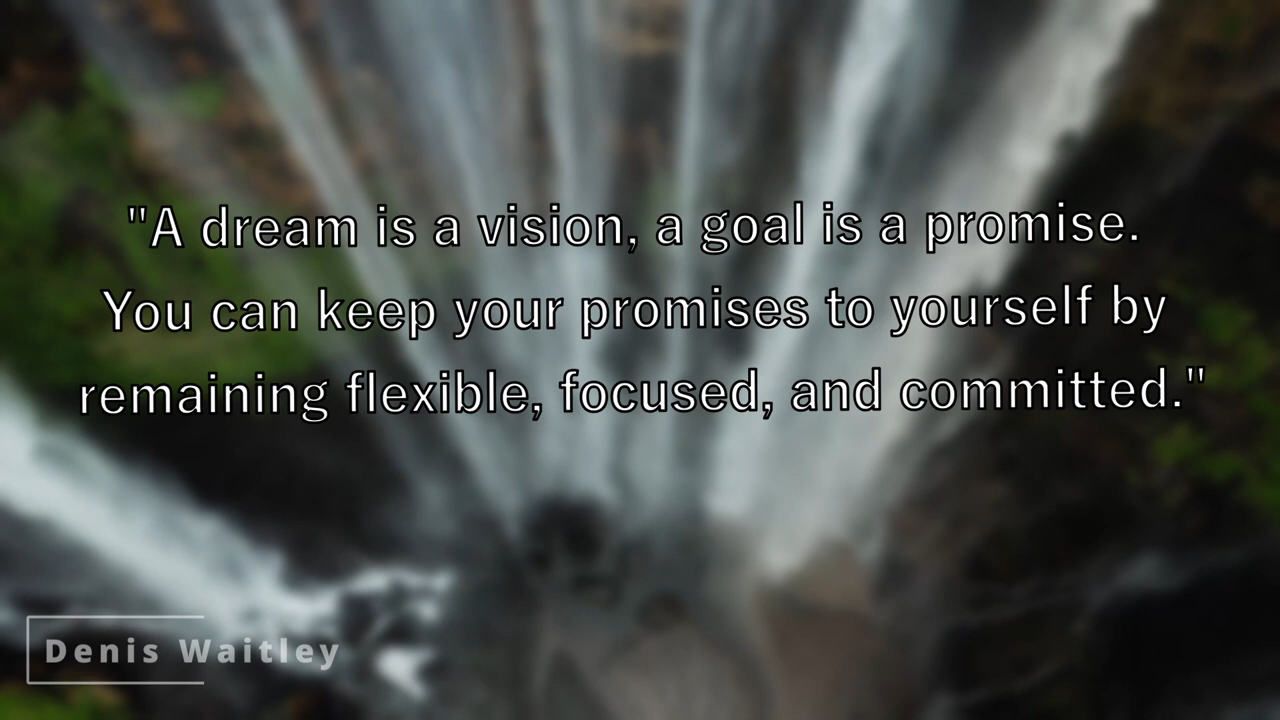 "A dream is a vision, a goal is a promise.
You can keep your promises to yourself by
remaining flexible, focused, and committed."
Denis Waitley